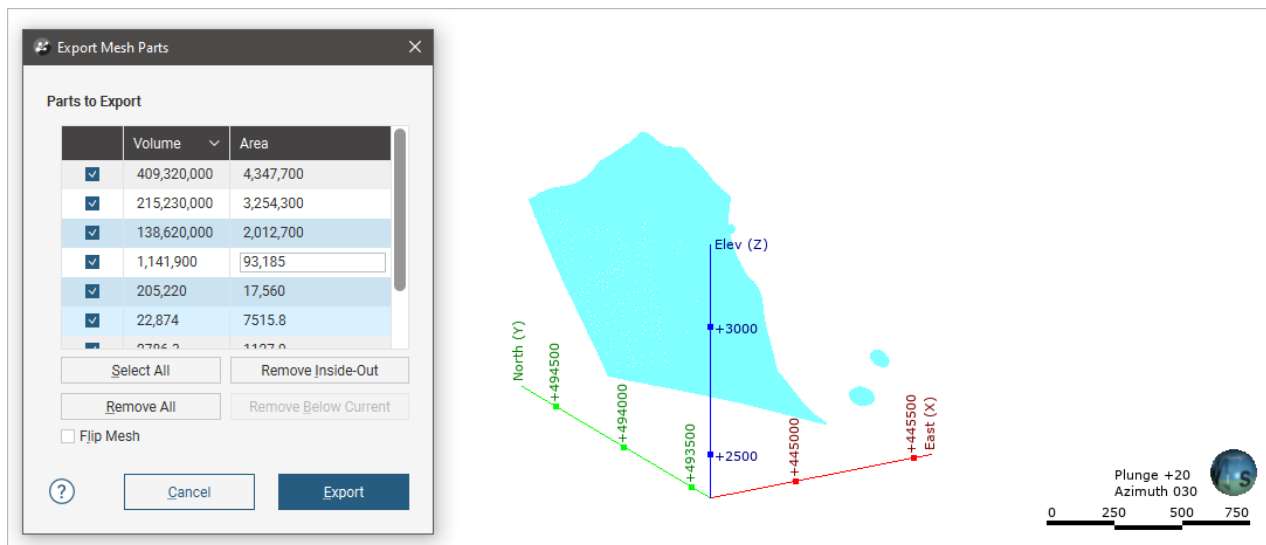 Export Mesh Parts
Parts to Export
Volume Area
409,320,000 4,347,700
215,230,000 3,254,300
138,620,000 2,012,700
1,141,900 93,185
205,220 17,560
22,874 7515.8
Select All Remove Inside-Out
Remove All Remove Below Current
Flip Mesh
? Cancel Export
Elev (Z)
+3000
+2500
North (Y)
+494500
+494000
+493500
+445000
+445500
East (X)
Plunge +20
Azimuth 030
S
0 250 500 750